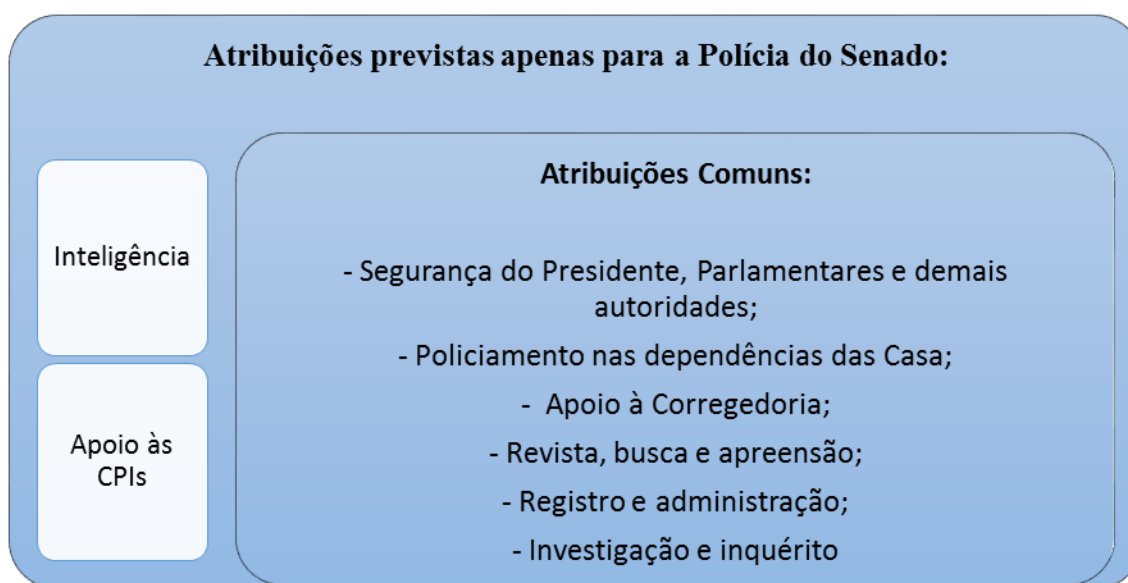 Atribuições previstas apenas para a Polícia do Senado:
Inteligência
Apoio às
CPIs
Atribuições Comuns:
- Segurança do Presidente, Parlamentares e demais
autoridades;
- Policiamento nas dependências das Casa;
- Apoio à Corregedoria;
- Revista, busca e apreensão;
- Registro e administração;
- Investigação e inquérito